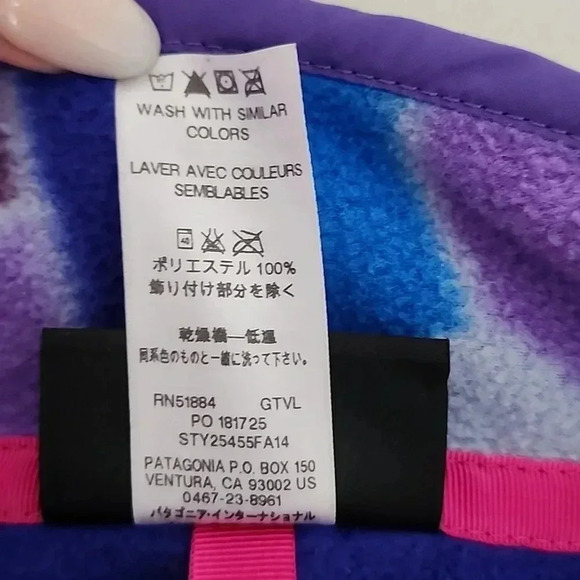 WASH WITH SIMILAR
COLORS
LAVER AVEC COULEURS
SEMBLABLES
40
ポリエステル 100%
飾り付け部分を除く
乾燥機—低温
同系色のものと一緒に洗って下さい。
RN51884 GTVL
PO 181725
STY25455FA14
PATAGONIA P.O. BOX 150
VENTURA, CA 93002 US
0467-23-8961
パタゴニア・インターナショナル